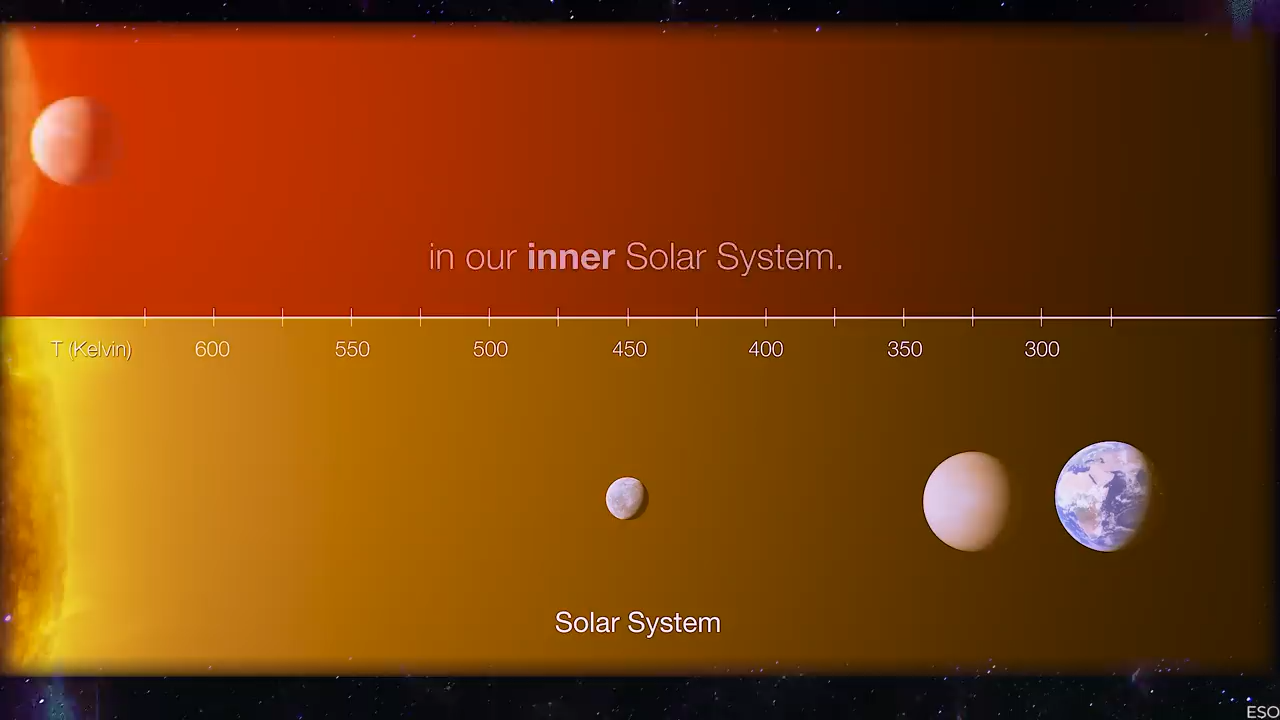 in our inner Solar System.
T (Kelvin) 600 550 500 450 400 350 300
Solar System
ESO